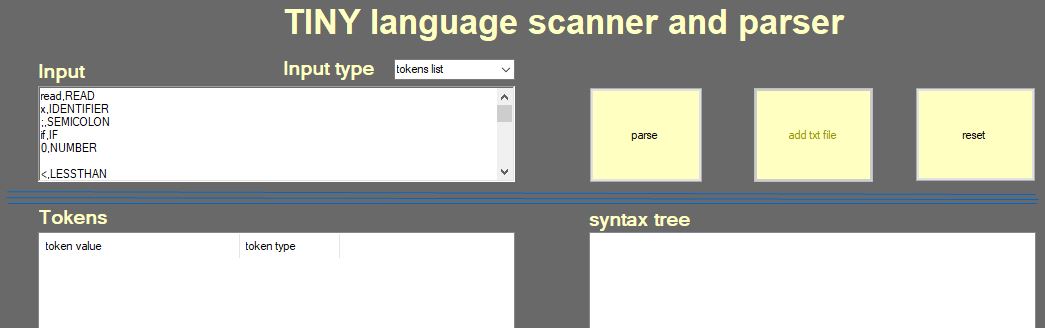 TINY language scanner and parser
Input
Input type
tokens list
read,READ
x,IDENTIFIER
;,SEMICOLON
if,IF
0,NUMBER
<,LESSTHAN
parse
add txt file
reset
Tokens
token value
token type
syntax tree